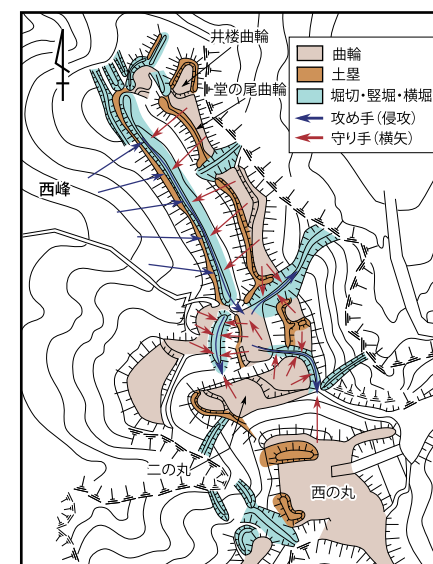 井楼曲輪
堂の尾曲輪
曲輪
土塁
堀切・竪堀・横堀
攻め手(侵攻)
守り手(横矢)
西峰
二の丸
西の丸